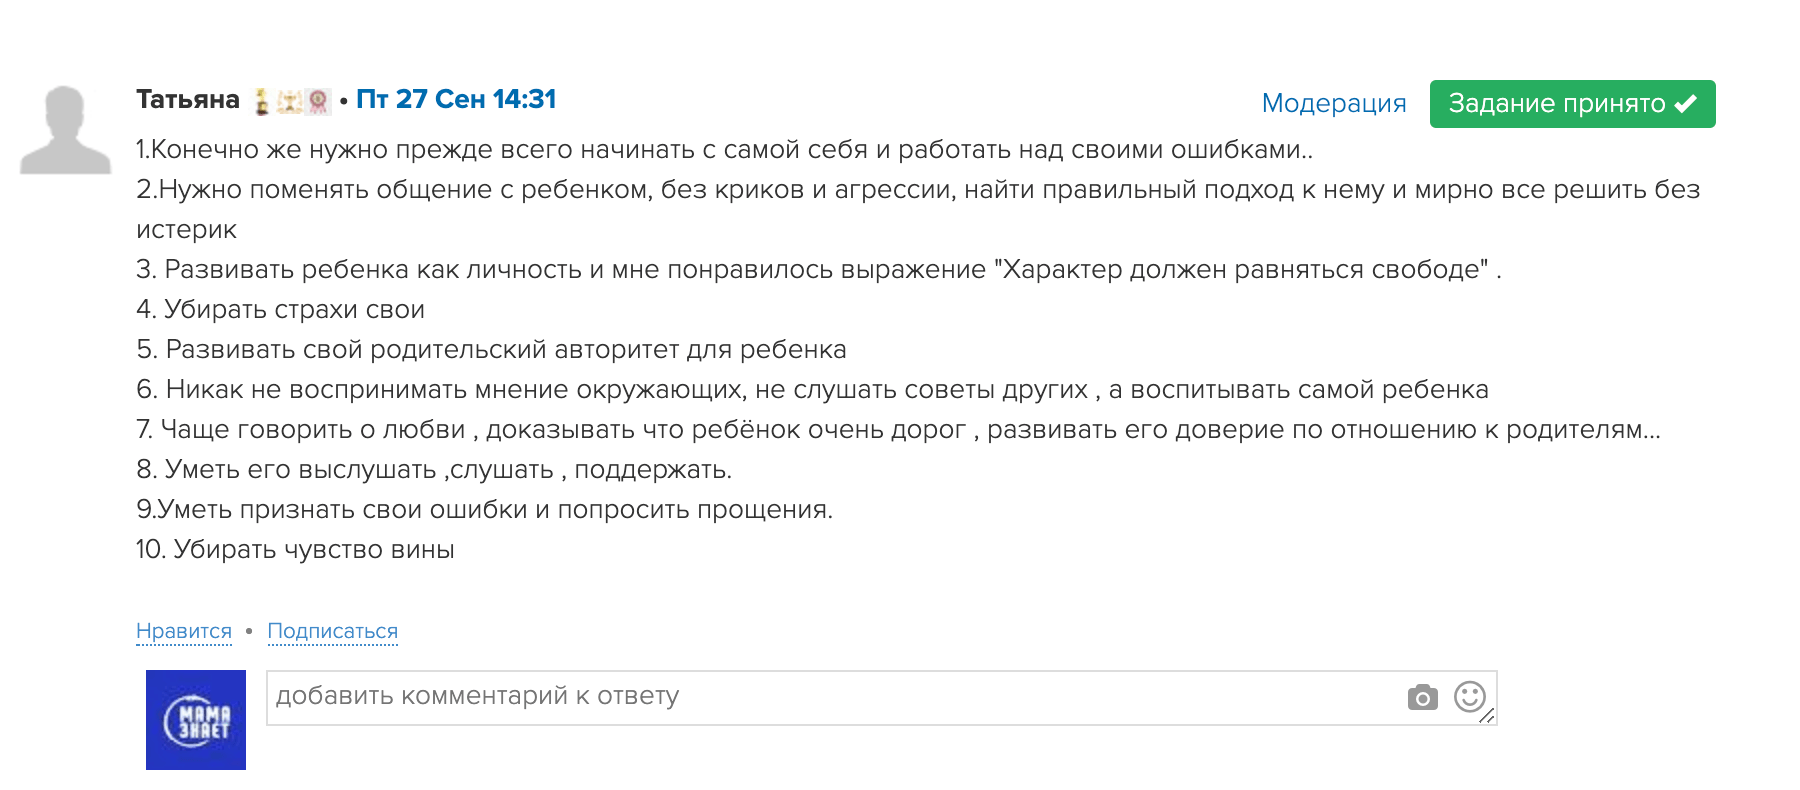 Татьяна • Пт 27 Сен 14:31
Модерация
Задание принято
1.Конечно же нужно прежде всего начинать с самой себя и работать над своими ошибками..
2.Нужно поменять общение с ребенком, без криков и агрессии, найти правильный подход к нему и мирно все решить без
истерик
3. Развивать ребенка как личность и мне понравилось выражение "Характер должен равняться свободе" .
4. Убирать страхи свои
5. Развивать свой родительский авторитет для ребенка
6. Никак не воспринимать мнение окружающих, не слушать советы других , а воспитывать самой ребенка
7. Чаще говорить о любви , доказывать что ребёнок очень дорог , развивать его доверие по отношению к родителям...
8. Уметь его выслушать ,слушать , поддержать.
9.Уметь признать свои ошибки и попросить прощения.
10. Убирать чувство вины
Нравится • Подписаться
МАМА
ЗНАЕТ
добавить комментарий к ответу